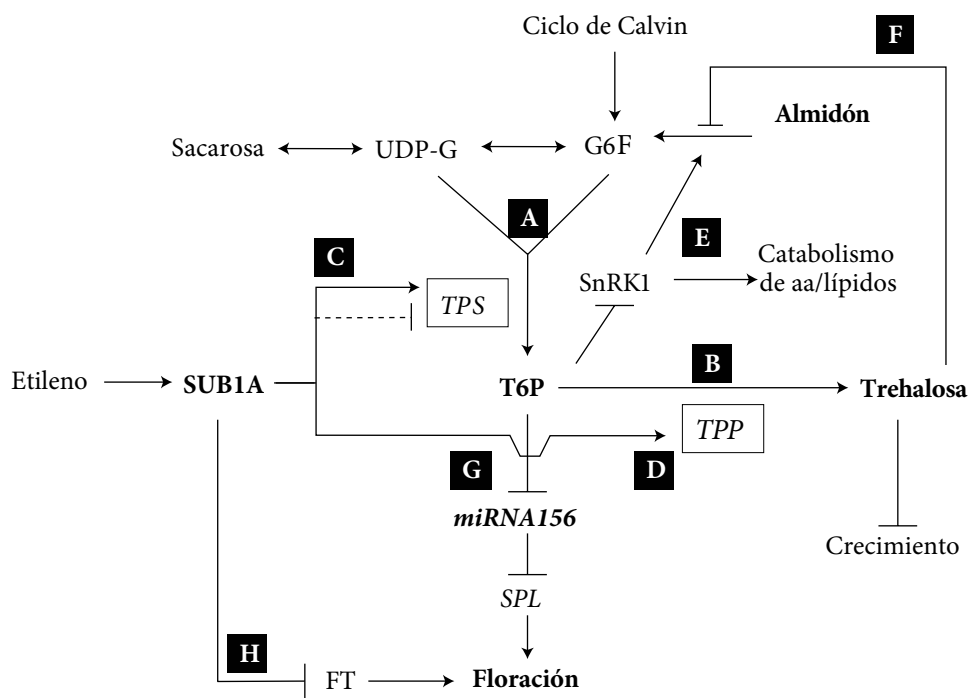 Ciclo de Calvin
F
Almidón
Sacarosa
UDP-G
G6F
A
C
E
Catabolismo
de aa/lípidos
SnRK1
TPS
Etileno
SUB1A
T6P
B
Trehalosa
TPP
G
D
miRNA156
Crecimiento
SPL
H
FT
Floración